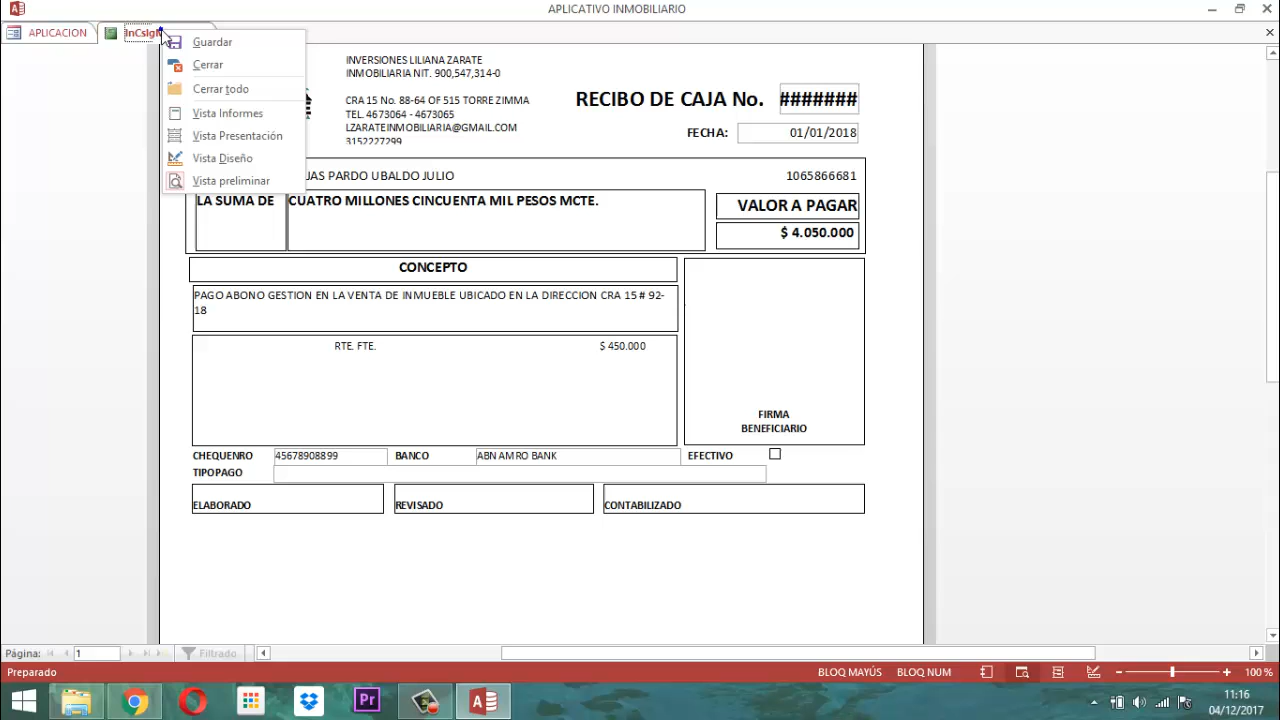 APLICATIVO INMOBILIARIO
APLICACION
Guardar
Cerrar
Cerrar todo
Vista Informes
Vista Presentación
Vista Diseño
Vista preliminar
INVERSIONES LILIANA ZARATE
INMOBILIARIA NIT. 900,547,314-0
CRA 15 No. 88-64 OF 515 TORRE ZIMMA
TEL. 4673064 - 4673065
LZARATEINMOBILIARIA@GMAIL.COM
3152227299
RECIBO DE CAJA No. #######
FECHA: 01/01/2018
PARDO UBALDO JULIO 1065866681
LA SUMA DE CUATRO MILLONES CINCUENTA MIL PESOS MCTE.
VALOR A PAGAR
$ 4.050.000
CONCEPTO
PAGO ABONO GESTION EN LA VENTA DE INMUEBLE UBICADO EN LA DIRECCION CRA 15 # 92-
18
RTE. FTE. $ 450.000
FIRMA
BENEFICIARIO
CHEQUENRO 45678908899 BANCO ABN AMRO BANK EFECTIVO
TIPOPAGO
ELABORADO REVISADO CONTABILIZADO
Página: 1 Filtrado
Preparado BLOQ MAYÚS BLOQ NUM 100 %
Pr
11:16
04/12/2017